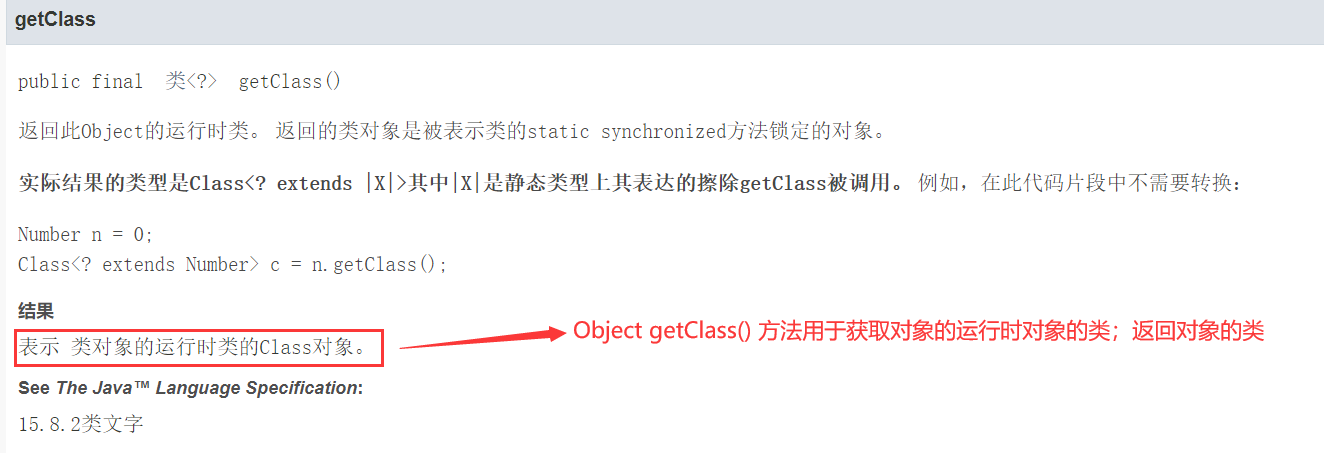 getClass
public final 类<?> getClass()
返回此Object的运行时类。 返回的类对象是被表示类的static synchronized方法锁定的对象。
实际结果的类型是Class<? extends |X|>其中|X|是静态类型上其表达的擦除getClass被调用。 例如，在此代码片段中不需要转换：
Number n = 0;
Class<? extends Number> c = n.getClass();
结果
表示 类对象的运行时类的Class对象。
Object getClass() 方法用于获取对象的运行时对象的类；返回对象的类
See The Java™ Language Specification:
15.8.2类文字